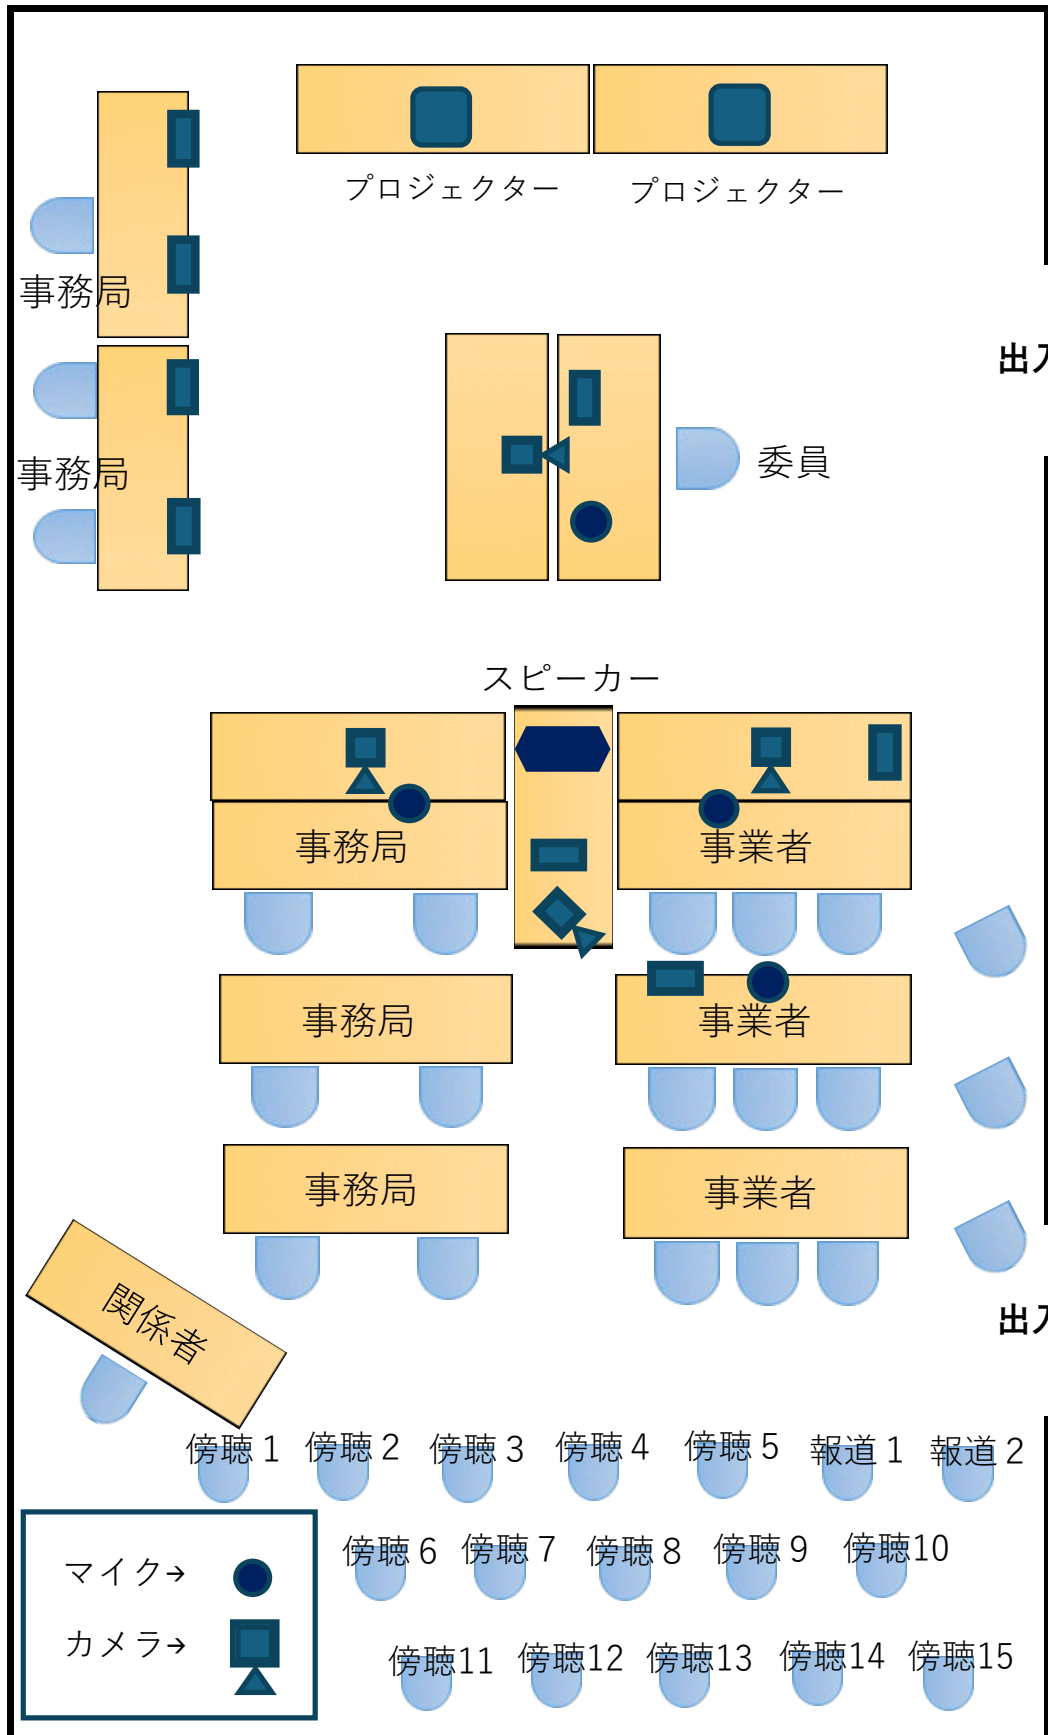 プロジェクター
プロジェクター
事務局
出入
事務局
委員
スピーカー
事務局
事業者
事務局
事業者
事務局
事業者
関係者
出入
傍聴1
傍聴2
傍聴3
傍聴4
傍聴5
報道1
報道2
傍聴6
傍聴7
傍聴8
傍聴9
傍聴10
マイク→
カメラ→
傍聴11
傍聴12
傍聴13
傍聴14
傍聴15